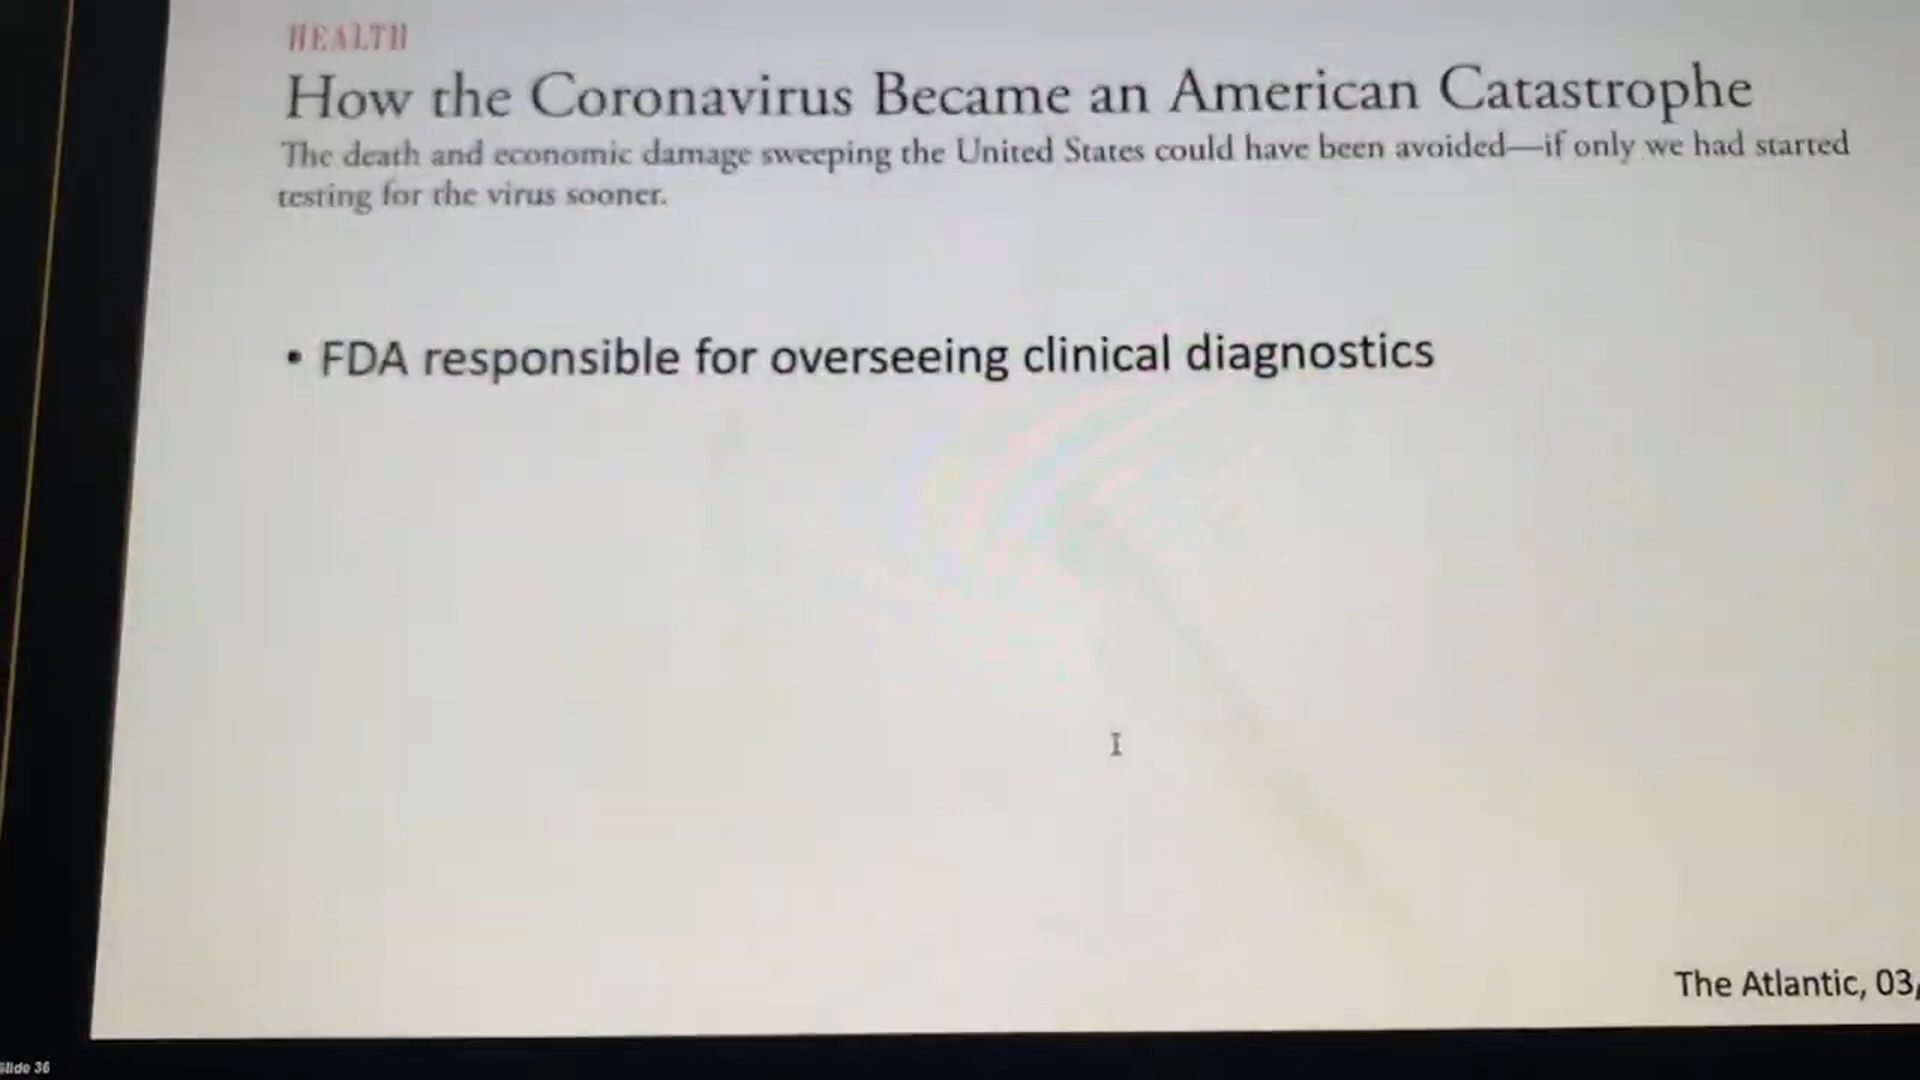 HEALTH
How the Coronavirus Became an American Catastrophe
The death and economic damage sweeping the United States could have been avoided—if only we had started
testing for the virus sooner.
• FDA responsible for overseeing clinical diagnostics
The Atlantic, 03/
Slide 36